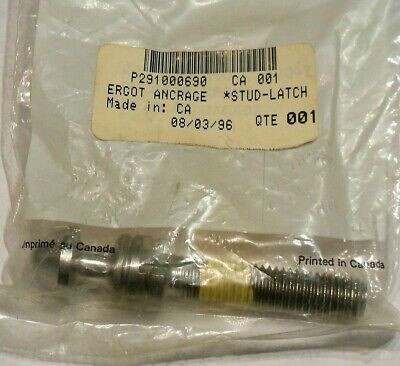 P291000690 CA 001
ERGOT ANCRAGE *STUD-LATCH
Made in: CA
08/03/96 QTE 001
Imprimé au Canada
Printed in Canada